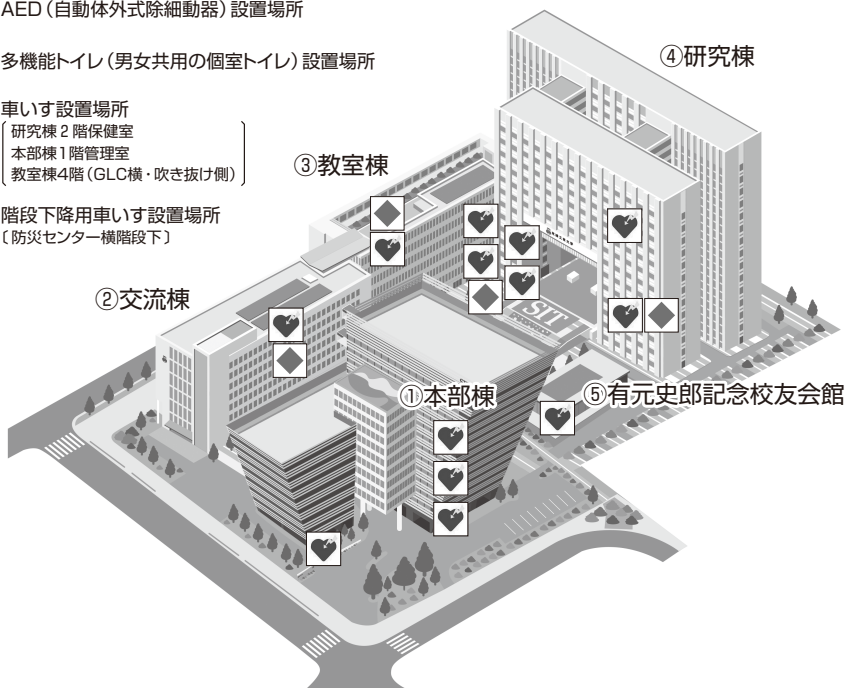 AED（自動体外式除細動器）設置場所
多機能トイレ（男女共用の個室トイレ）設置場所
車いす設置場所
研究棟2階保健室
本部棟1階管理室
教室棟4階（GLC横・吹き抜け側）
階段下降用車いす設置場所
〔防災センター横階段下〕
④研究棟
③教室棟
②交流棟
SIT
①本部棟
⑤有元史郎記念校友会館